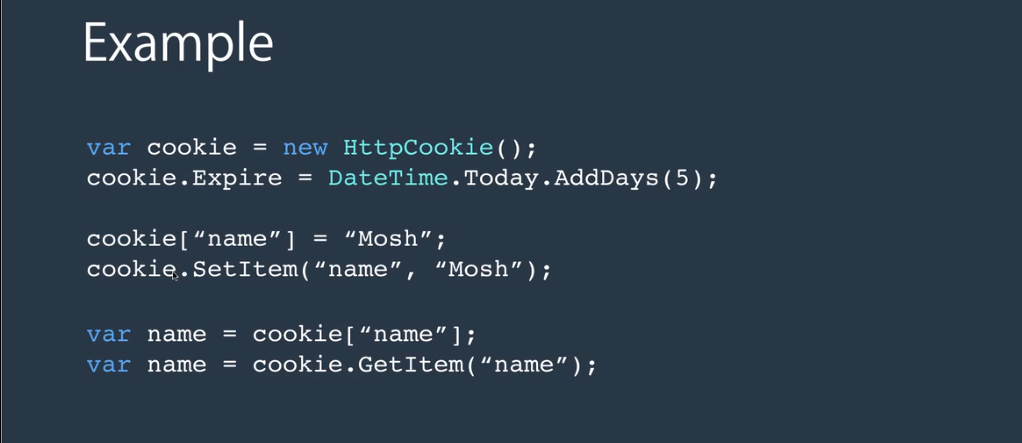 Example
var cookie = new HttpCookie();
cookie.Expire = DateTime.Today.AddDays(5);
cookie[“name”] = “Mosh”;
cookie.SetItem(“name”, “Mosh”);
var name = cookie[“name”];
var name = cookie.GetItem(“name”);